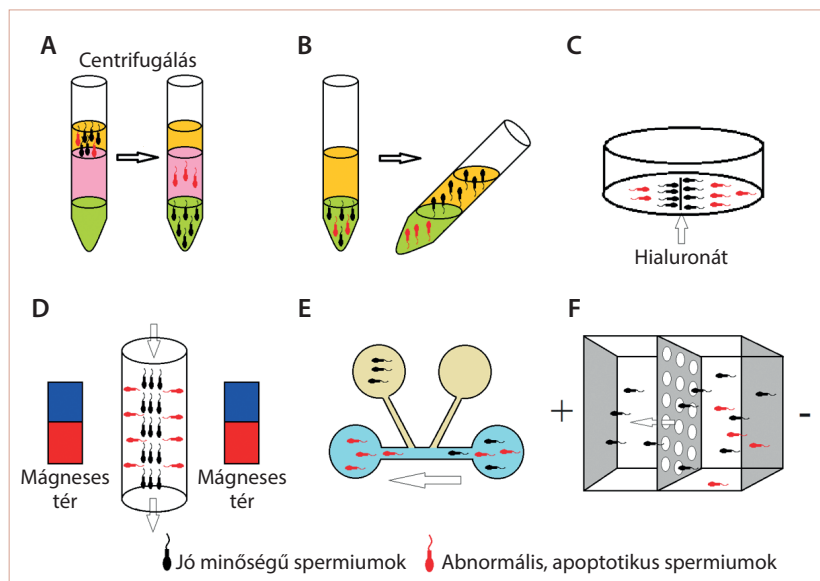 A
B
C
Centrifugálás
Hialuronát
D
E
F
+
-
Mágneses
tér
Mágneses
tér
Jó minőségű spermiumok
Abnormális, apoptotikus spermiumok